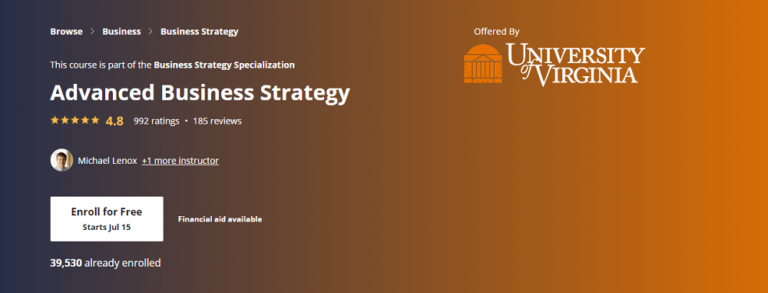 Browse > Business > Business Strategy
Offered By
UNIVERSITY
of VIRGINIA
This course is part of the Business Strategy Specialization
Advanced Business Strategy
4.8 992 ratings • 185 reviews
Michael Lenox +1 more instructor
Enroll for Free
Starts Jul 15
Financial aid available
39,530 already enrolled